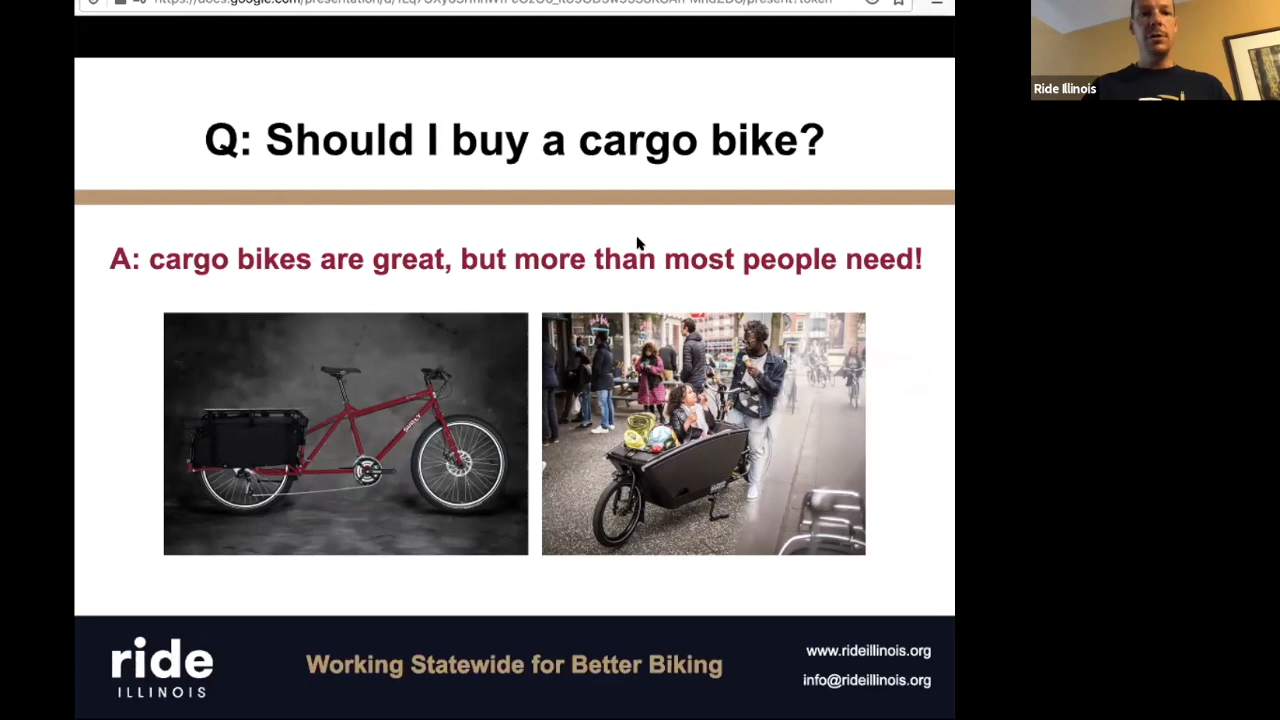 Ride Illinois
Q: Should I buy a cargo bike?
A: cargo bikes are great, but more than most people need!
SURLY
ride
ILLINOIS
Working Statewide for Better Biking
www.rideillinois.org
info@rideillinois.org